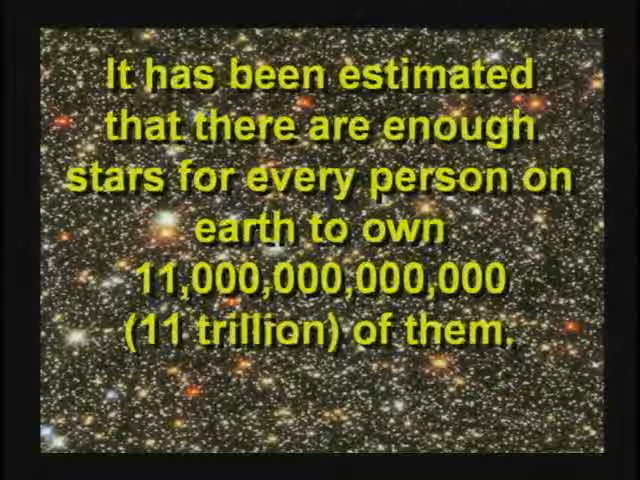 It has been estimated
that there are enough
stars for every person on
earth to own
11,000,000,000,000
(11 trillion) of them.